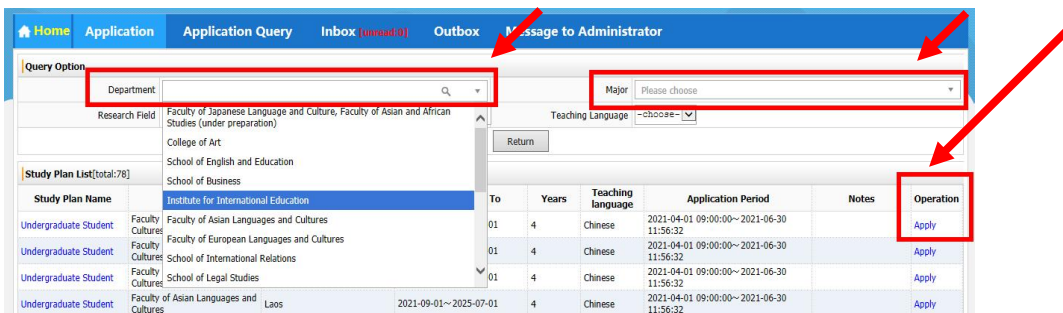 Home Application Application Query Inbox [unread:0] Outbox Message to Administrator
Query Option
Department
Major Please choose
Research Field
Teaching Language -choose-
Faculty of Japanese Language and Culture, Faculty of Asian and African
Studies (under preparation)
College of Art
School of English and Education
School of Business
Institute for International Education
Faculty of Asian Languages and Cultures
Faculty of European Languages and Cultures
School of International Relations
School of Legal Studies
Return
Study Plan List[total:78]
Study Plan Name To Years Teaching
language Application Period Notes Operation
Undergraduate Student Faculty
Cultures 01 4 Chinese 2021-04-01 09:00:00~2021-06-30
11:56:32 Apply
Undergraduate Student Faculty
Cultures 01 4 Chinese 2021-04-01 09:00:00~2021-06-30
11:56:32 Apply
Undergraduate Student Faculty
Cultures 01 4 Chinese 2021-04-01 09:00:00~2021-06-30
11:56:32 Apply
Undergraduate Student Faculty of Asian Languages and
Cultures Laos 2021-09-01~2025-07-01 4 Chinese 2021-04-01 09:00:00~2021-06-30
11:56:32 Apply